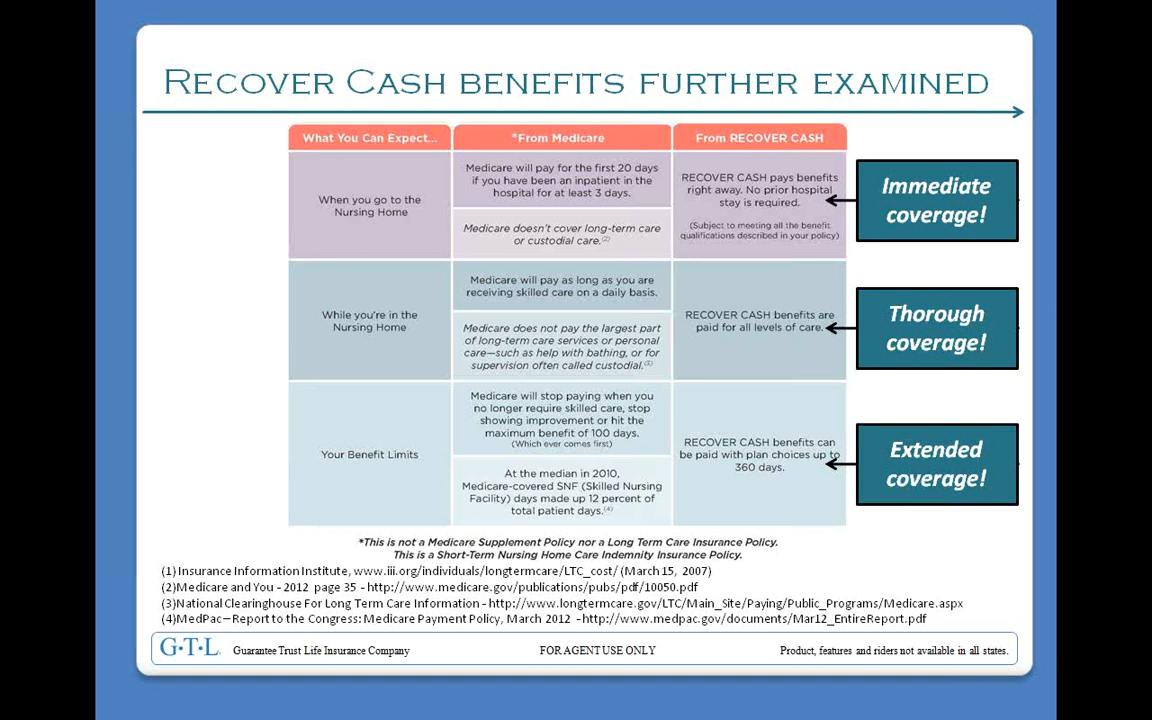 RECOVER CASH BENEFITS FURTHER EXAMINED
What You Can Expect...
*From Medicare
From RECOVER CASH
When you go to the
Nursing Home
Medicare will pay for the first 20 days
if you have been an inpatient in the
hospital for at least 3 days.
Medicare doesn't cover long-term care
or custodial care.(2)
RECOVER CASH pays benefits
right away. No prior hospital
stay is required.
(Subject to meeting all the benefit
qualifications described in your policy)
Immediate
coverage!
While you're in the
Nursing Home
Medicare will pay as long as you are
receiving skilled care on a daily basis.
Medicare does not pay the largest part
of long-term care services or personal
care—such as help with bathing, or for
supervision often called custodial.(3)
RECOVER CASH benefits are
paid for all levels of care.
Thorough
coverage!
Your Benefit Limits
Medicare will stop paying when you
no longer require skilled care, stop
showing improvement or hit the
maximum benefit of 100 days.
(Which ever comes first)
At the median in 2010,
Medicare-covered SNF (Skilled Nursing
Facility) days made up 12 percent of
total patient days.(4)
RECOVER CASH benefits can
be paid with plan choices up to
360 days.
Extended
coverage!
*This is not a Medicare Supplement Policy nor a Long Term Care Insurance Policy.
This is a Short-Term Nursing Home Care Indemnity Insurance Policy.
(1) Insurance Information Institute, www.iii.org/individuals/longtermcare/LTC_cost/ (March 15, 2007)
(2)Medicare and You - 2012 page 35 - http://www.medicare.gov/publications/pubs/pdf/10050.pdf
(3)National Clearinghouse For Long Term Care Information - http://www.longtermcare.gov/LTC/Main_Site/Paying/Public_Programs/Medicare.aspx
(4)MedPac—Report to the Congress: Medicare Payment Policy, March 2012 -http://www.medpac.gov/documents/Mar12_EntireReport.pdf
G·T·L. Guarantee Trust Life Insurance Company
FOR AGENT USE ONLY
Product, features and riders not available in all states.